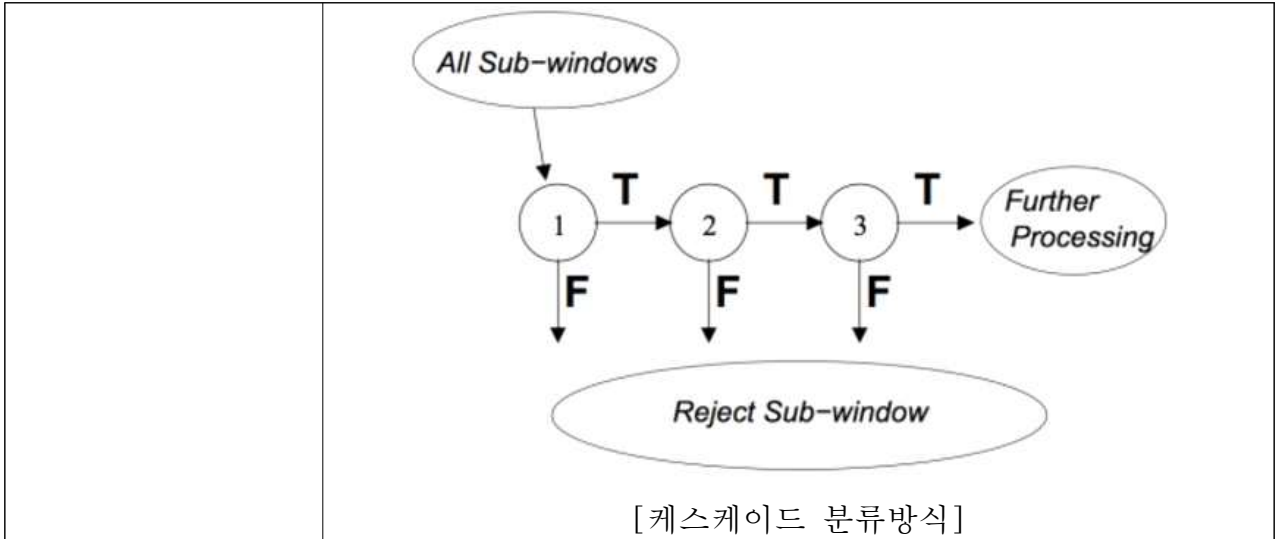 All Sub-windows
T T T
1 2 3
Further
Processing
F F F
Reject Sub-window
[케스케이드 분류방식]